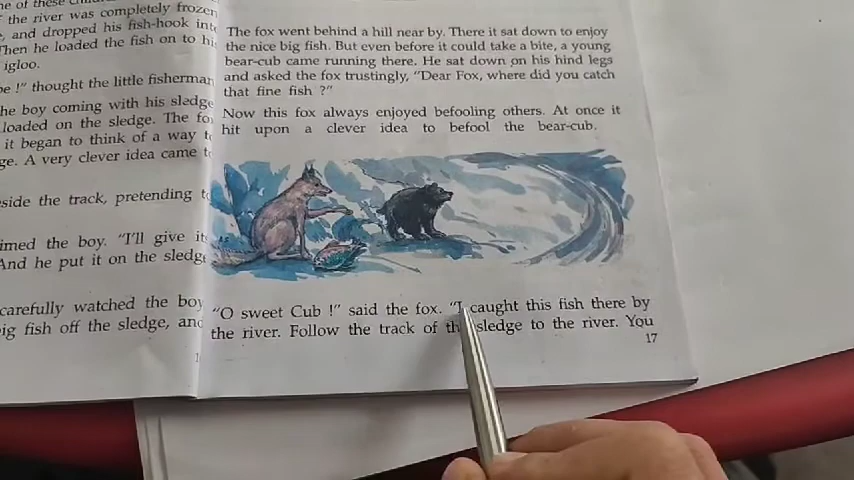 the river was completely frozen
, and dropped his fish-hook int
Then he loaded the fish on to hi
igloo.
be !" thought the little fisherman
he boy coming with his sledge
loaded on the sledge. The fo
it began to think of a way t
ge. A very clever idea came t
side the track, pretending t
imed the boy. "I'll give it
And he put it on the sledg
carefully watched the boy
ig fish off the sledge, and
The fox went behind a hill near by. There it sat down to enjoy
the nice big fish. But even before it could take a bite, a young
bear-cub came running there. He sat down on his hind legs
and asked the fox trustingly, "Dear Fox, where did you catch
that fine fish ?"
Now this fox always enjoyed befooling others. At once it
hit upon a clever idea to befool the bear-cub.
"O sweet Cub !" said the fox. "I caught this fish there by
the river. Follow the track of the sledge to the river. You
17